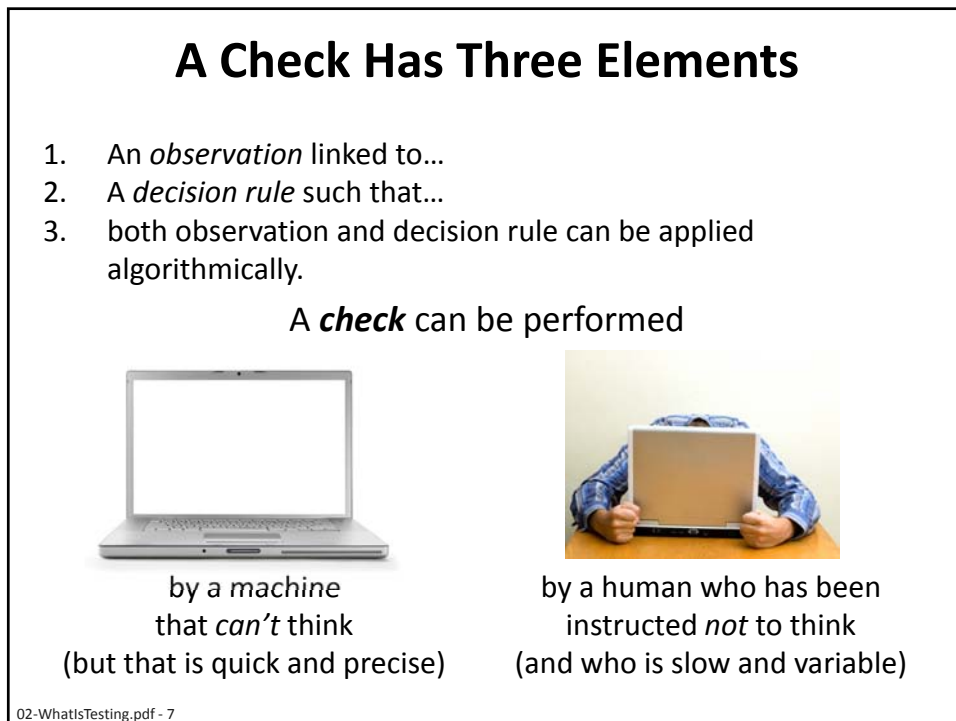 A Check Has Three Elements
1. An observation linked to…
2. A decision rule such that…
3. both observation and decision rule can be applied
algorithmically.
A check can be performed
by a machine
that can't think
(but that is quick and precise)
by a human who has been
instructed not to think
(and who is slow and variable)
02-WhatIsTesting.pdf - 7